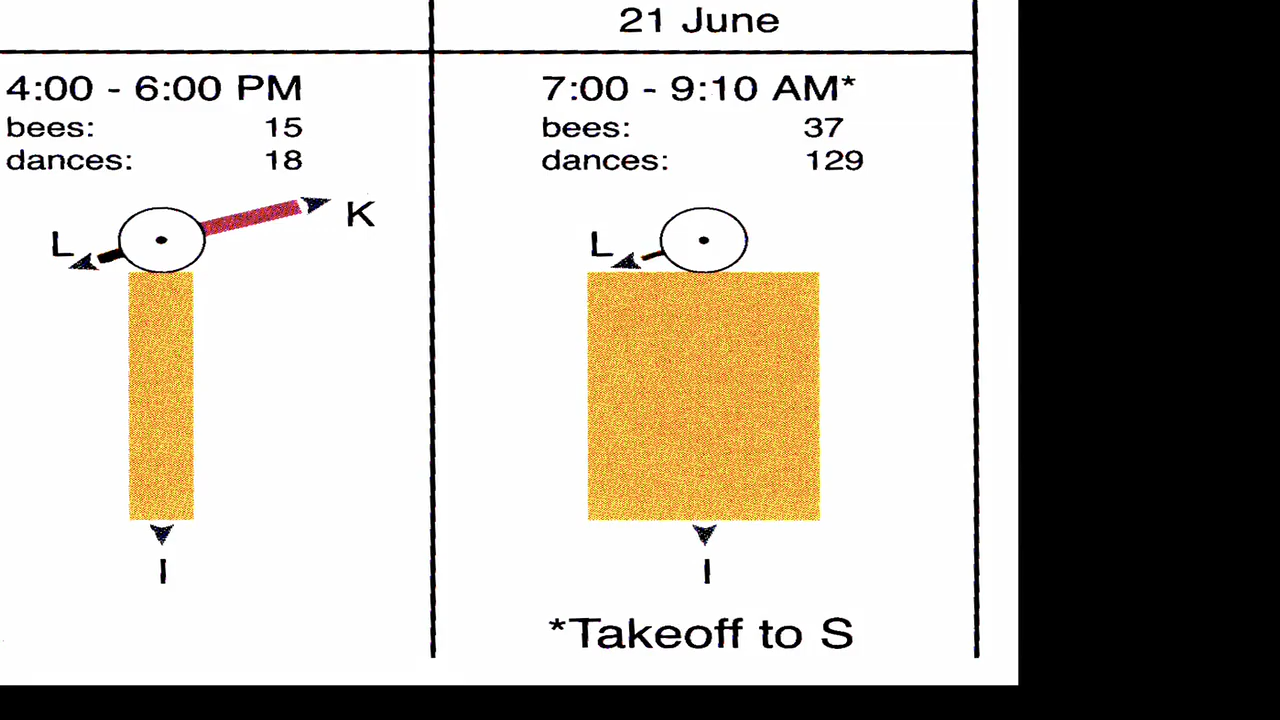 21 June
4:00 - 6:00 PM
bees: 15
dances: 18
K
L
I
7:00 - 9:10 AM*
bees: 37
dances: 129
L
I
*Takeoff to S